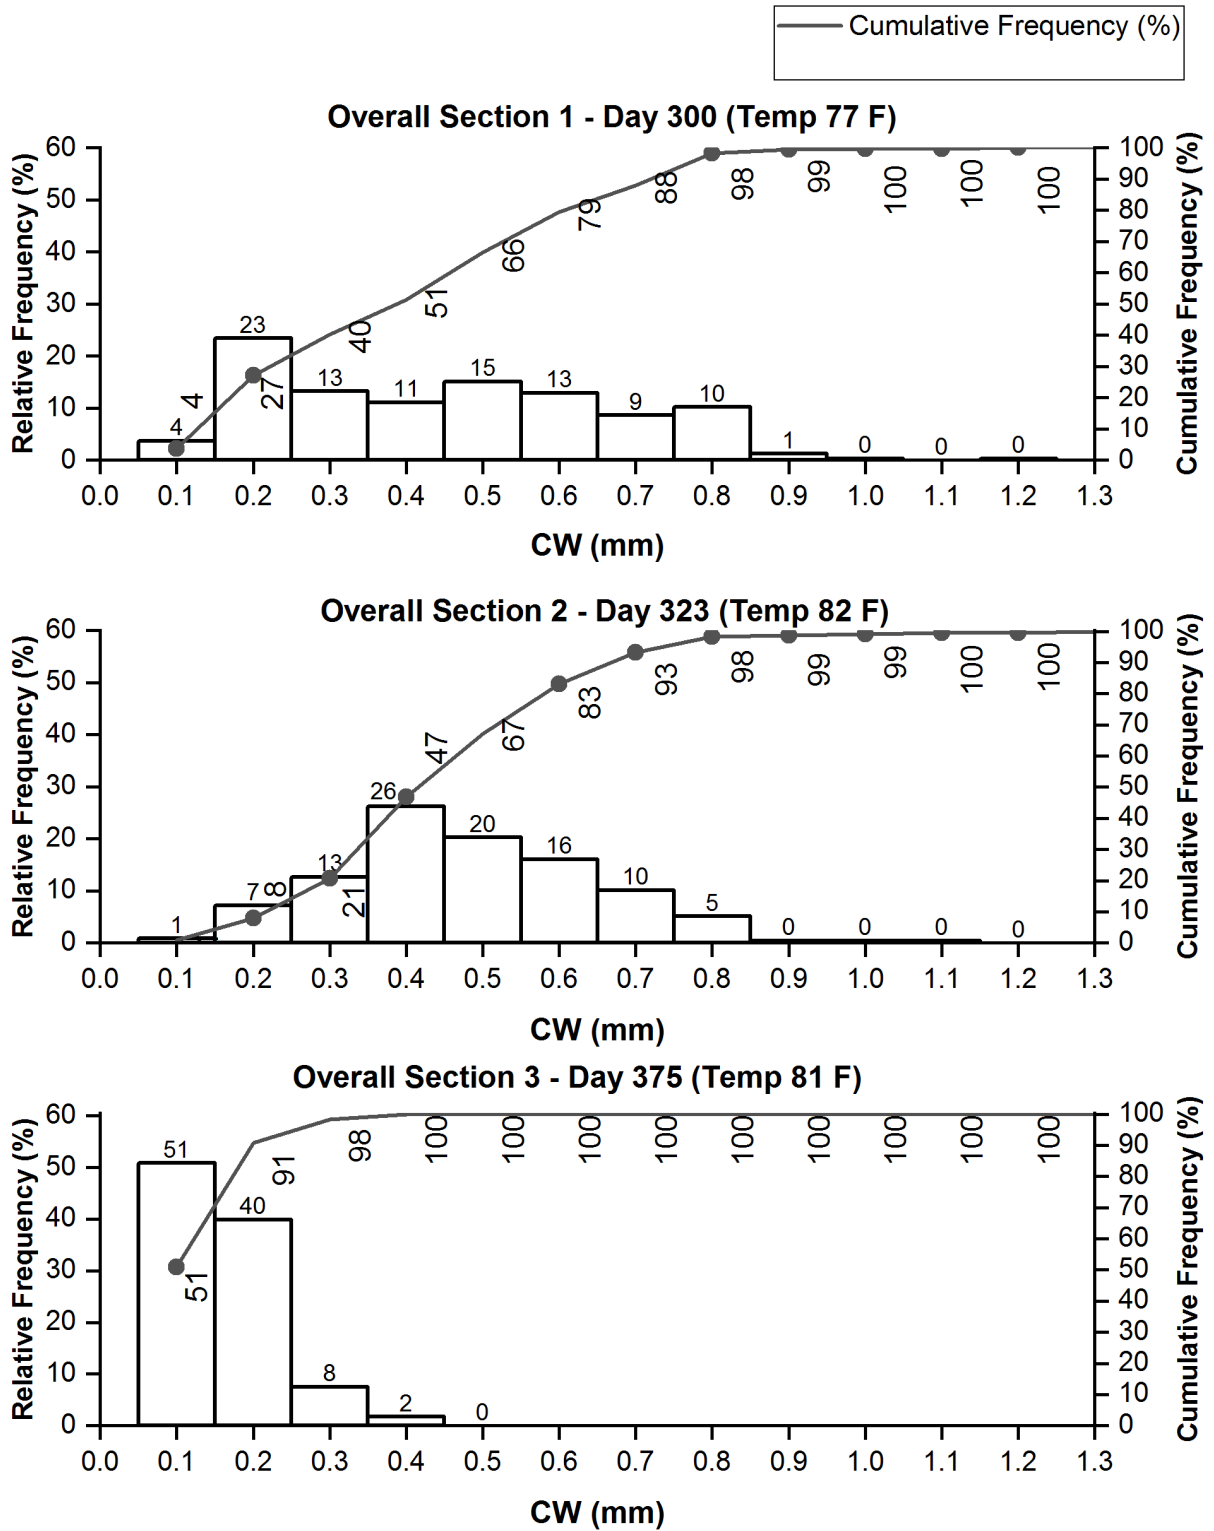 Cumulative Frequency (%)
Overall Section 1 - Day 300 (Temp 77 F)
Relative Frequency (%)
60
50
40
30
20
10
0
4 23 13 11 15 13 9 10 1 0 0 0
4 27 40 51 66 79 88 98 99 100 100 100
100
90
80
70
60
50
40
30
20
10
0
Cumulative Frequency (%)
0.0 0.1 0.2 0.3 0.4 0.5 0.6 0.7 0.8 0.9 1.0 1.1 1.2 1.3
CW (mm)
Overall Section 2 - Day 323 (Temp 82 F)
Relative Frequency (%)
60
50
40
30
20
10
0
1 7 13 26 20 16 10 5 0 0 0 0
8 21 47 67 83 93 98 99 99 100 100
100
90
80
70
60
50
40
30
20
10
0
Cumulative Frequency (%)
0.0 0.1 0.2 0.3 0.4 0.5 0.6 0.7 0.8 0.9 1.0 1.1 1.2 1.3
CW (mm)
Overall Section 3 - Day 375 (Temp 81 F)
Relative Frequency (%)
60
50
40
30
20
10
0
51 40 8 2 0
51 91 98 100 100 100 100 100 100 100 100 100
100
90
80
70
60
50
40
30
20
10
0
Cumulative Frequency (%)
0.0 0.1 0.2 0.3 0.4 0.5 0.6 0.7 0.8 0.9 1.0 1.1 1.2 1.3
CW (mm)